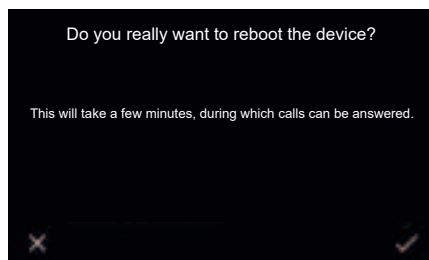 Do you really want to reboot the device?
This will take a few minutes, during which calls can be answered.